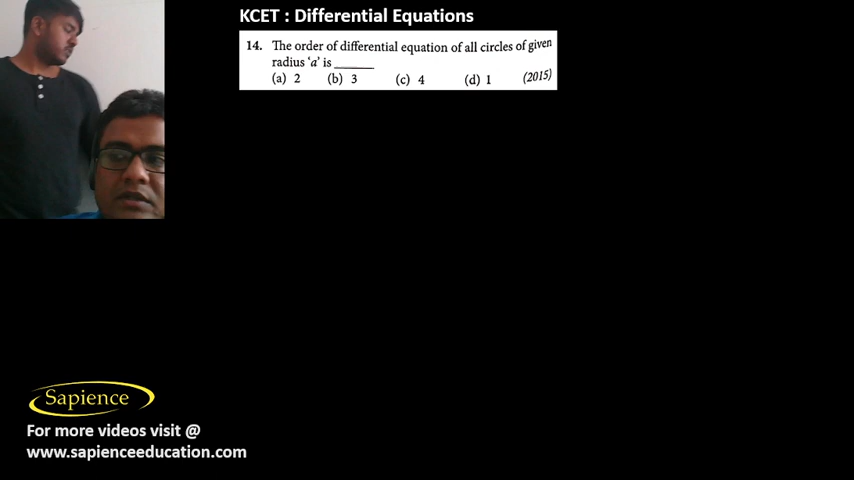 KCET : Differential Equations
14. The order of differential equation of all circles of given
radius 'a' is ______
(a) 2 (b) 3 (c) 4 (d) 1 (2015)
Sapience
For more videos visit @
www.sapienceeducation.com